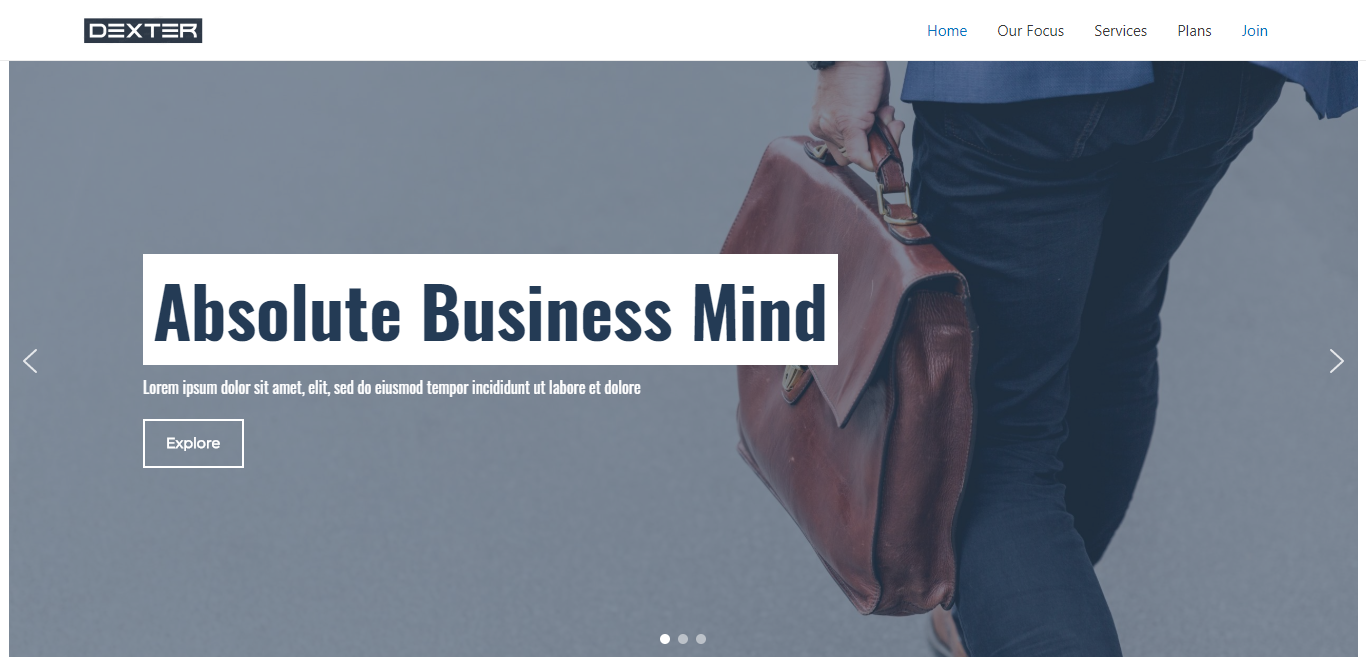 DEXTER
Home Our Focus Services Plans Join
Absolute Business Mind
Lorem ipsum dolor sit amet, elit, sed do eiusmod tempor incididunt ut labore et dolore
Explore